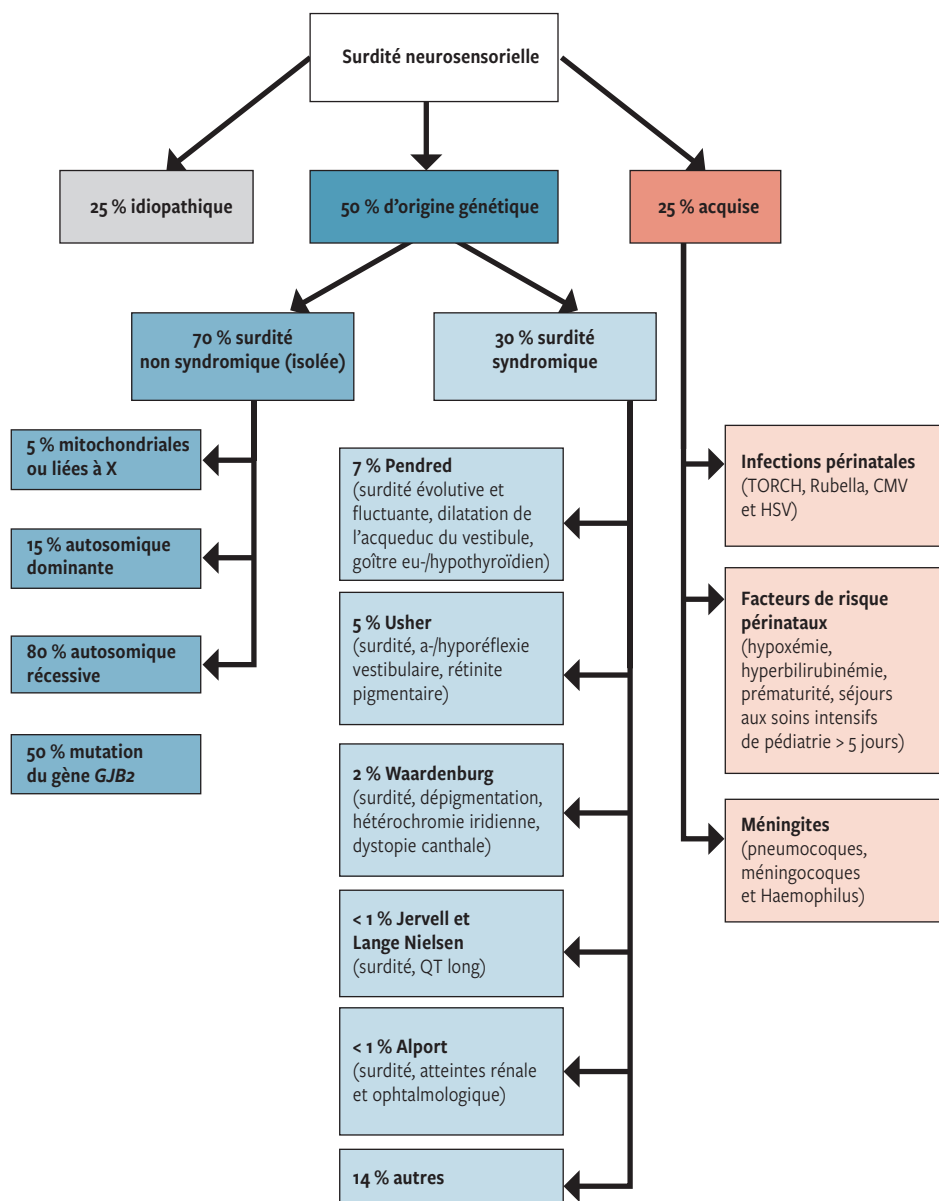 Surdité neurosensorielle
25 % idiopathique
50 % d'origine génétique
25 % acquise
70 % surdité
non syndromique (isolée)
30 % surdité
syndromique
5 % mitochondriales
ou liées à X
15 % autosomique
dominante
80 % autosomique
récessive
50 % mutation
du gène GJB2
7 % Pendred
(surdité évolutive et
fluctuante, dilatation de
l'acqueduc du vestibule,
goître eu-/hypothyroïdien)
5 % Usher
(surdité, a-/hyporéflexie
vestibulaire, rétinite
pigmentaire)
2 % Waardenburg
(surdité, dépigmentation,
hétérochromie iridienne,
dystopie canthale)
< 1 % Jervell et
Lange Nielsen
(surdité, QT long)
< 1 % Alport
(surdité, atteintes rénale
et ophtalmologique)
14 % autres
Infections périnatales
(TORCH, Rubella, CMV
et HSV)
Facteurs de risque
périnataux
(hypoxémie,
hyperbilirubinémie,
prématurité, séjours
aux soins intensifs
de pédiatrie > 5 jours)
Méningites
(pneumocoques,
méningocoques
et Haemophilus)